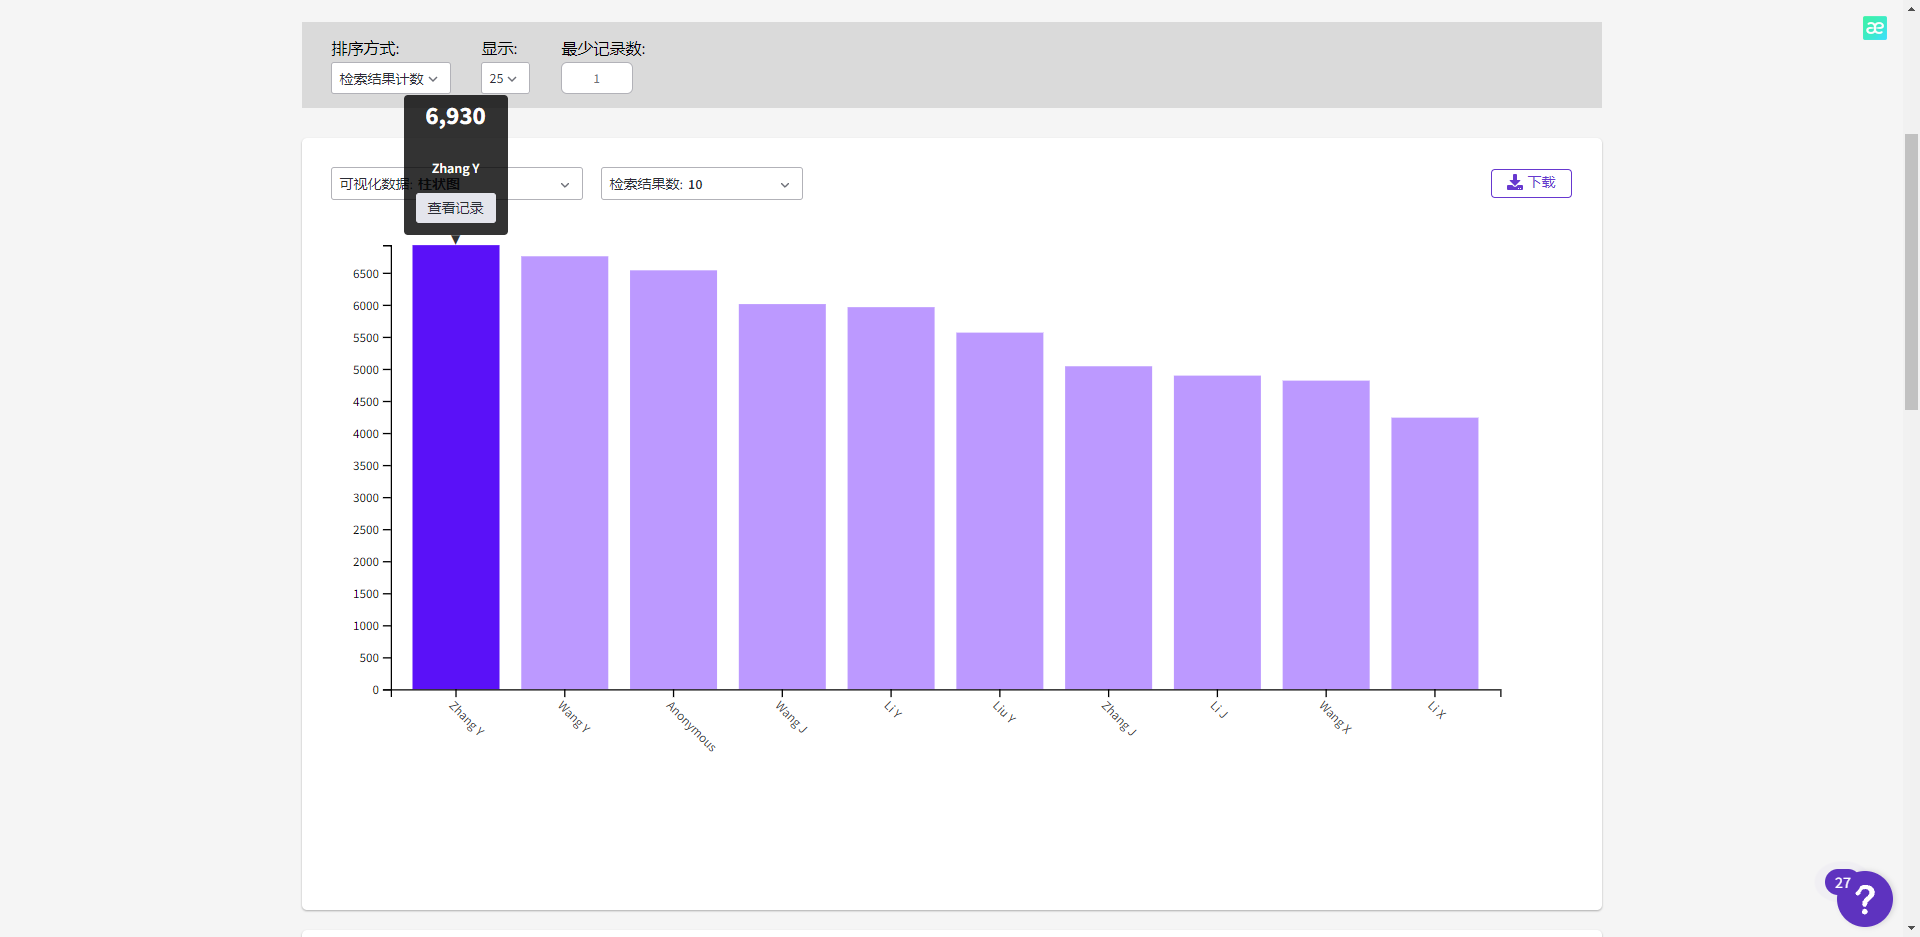 排序方式:
显示:
最少记录数:
检索结果计数
25
1
6,930
Zhang Y
查看记录
可视化数据: 柱状图
检索结果数: 10
下载
6500
6000
5500
5000
4500
4000
3500
3000
2500
2000
1500
1000
500
0
Zhang Y
Wang Y
Anonymous
Wang J
Li Y
Liu Y
Zhang J
Li J
Wang X
Li X
æ
27
?